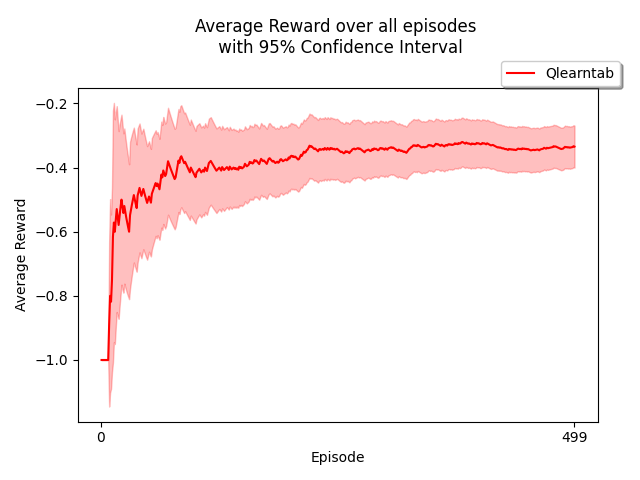 Average Reward over all episodes
with 95% Confidence Interval
Qlearntab
−0.2
−0.4
−0.6
−0.8
−1.0
Average Reward
0
499
Episode